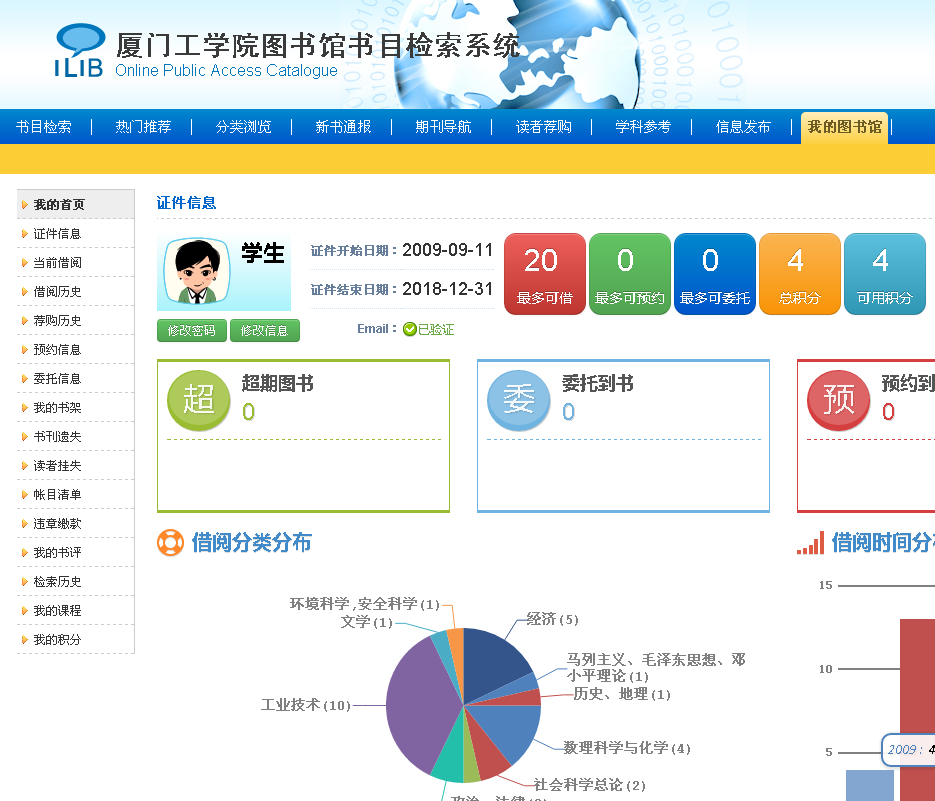 厦门工学院图书馆书目检索系统
iLIB
Online Public Access Catalogue
书目检索 热门推荐 分类浏览 新书通报 期刊导航 读者荐购 学科参考 信息发布 我的图书馆
我的首页
证件信息
当前借阅
借阅历史
荐购历史
预约信息
委托信息
我的书架
书刊遗失
读者挂失
帐目清单
违章缴款
我的书评
检索历史
我的课程
我的积分
证件信息
学生
修改密码 修改信息
证件开始日期：2009-09-11
证件结束日期：2018-12-31
Email：已验证
20
最多可借
0
最多可预约
0
最多可委托
4
总积分
4
可用积分
超 超期图书
0
委 委托到书
0
预 预约到
0
借阅分类分布
环境科学,安全科学(1)
文学(1)
经济(5)
马列主义、毛泽东思想、邓
小平理论(1)
历史、地理(1)
工业技术(10)
数理科学与化学(4)
社会科学总论(2)
借阅时间分布
15
10
5
2009：4